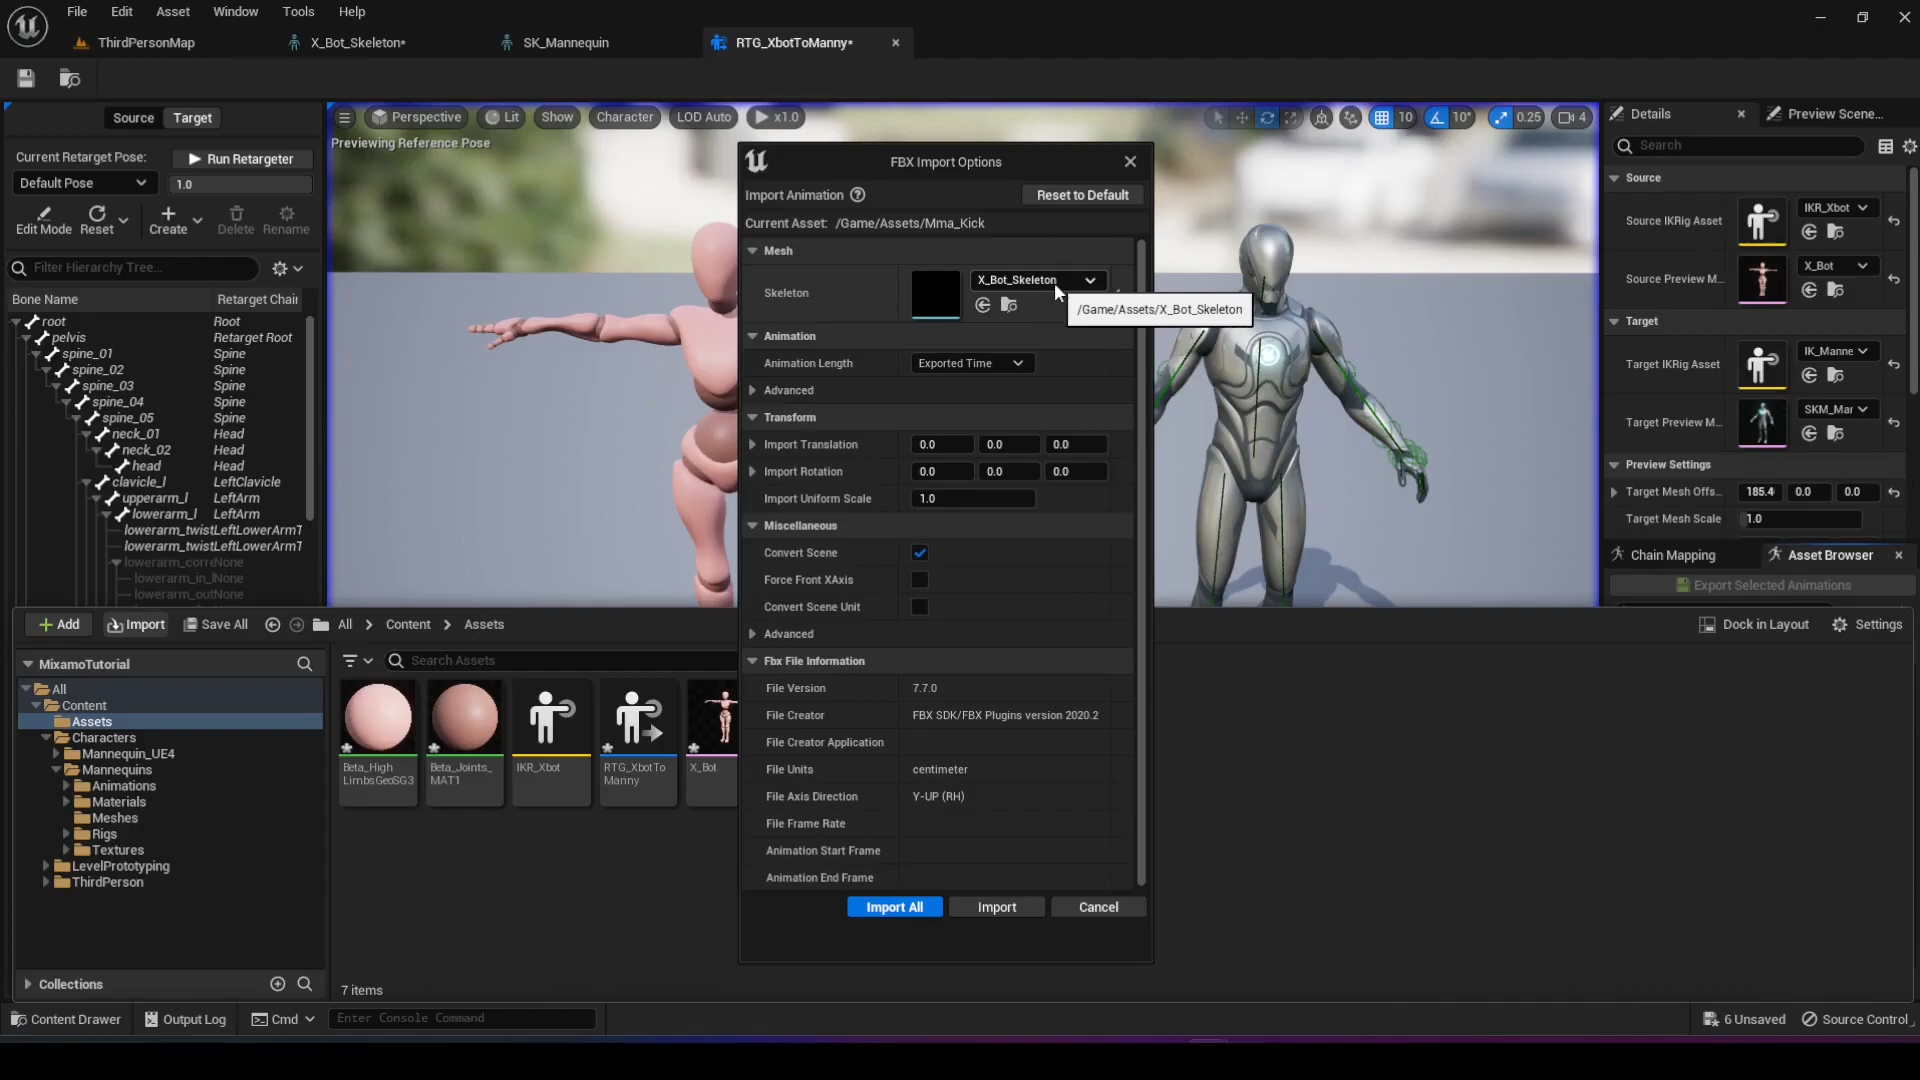 File Edit Asset Window Tools Help
ThirdPersonMap X_Bot_Skeleton* SK_Mannequin RTG_XbotToManny*
Source Target
Perspective Lit Show Character LOD Auto x1.0
10 10° 0.25 4
Details Preview Scene...
Previewing Reference Pose
Search
Current Retarget Pose: Run Retargeter
Default Pose 1.0
Edit Mode Reset Create Delete Rename
Filter Hierarchy Tree...
Bone Name Retarget Chair
root Root
pelvis Retarget Root
spine_01 Spine
spine_02 Spine
spine_03 Spine
spine_04 Spine
spine_05 Spine
neck_01 Head
neck_02 Head
head Head
clavicle_l LeftClavicle
upperarm_l LeftArm
lowerarm_l LeftArm
lowerarm_twistLeftLowerArmT
lowerarm_twistLeftLowerArmT
lowerarm_correNone
lowerarm_in_lNone
lowerarm_outNone
FBX Import Options
Import Animation Reset to Default
Current Asset: /Game/Assets/Mma_Kick
Mesh
Skeleton X_Bot_Skeleton
/Game/Assets/X_Bot_Skeleton
Animation
Animation Length Exported Time
Advanced
Transform
Import Translation 0.0 0.0 0.0
Import Rotation 0.0 0.0 0.0
Import Uniform Scale 1.0
Miscellaneous
Convert Scene
Force Front XAxis
Convert Scene Unit
Advanced
Fbx File Information
File Version 7.7.0
File Creator FBX SDK/FBX Plugins version 2020.2
File Creator Application
File Units centimeter
File Axis Direction Y-UP (RH)
File Frame Rate
Animation Start Frame
Animation End Frame
Import All Import Cancel
Source
Source IKRig Asset IKR_Xbot
Source Preview M... X_Bot
Target
Target IKRig Asset IK_Manne
Target Preview M... SKM_Mar
Preview Settings
Target Mesh Offs... 185.4 0.0 0.0
Target Mesh Scale 1.0
Chain Mapping Asset Browser
Export Selected Animations
Add Import Save All All Content Assets
Dock in Layout Settings
MixamoTutorial
All
Content
Assets
Characters
Mannequin_UE4
Mannequins
Animations
Materials
Meshes
Rigs
Textures
LevelPrototyping
ThirdPerson
Collections
Search Assets
Beta_High
LimbsGeoSG3
Beta_Joints_
MAT1
IKR_Xbot
RTG_XbotTo
Manny
X_Bot
7 items
Content Drawer Output Log Cmd Enter Console Command
6 Unsaved Source Control